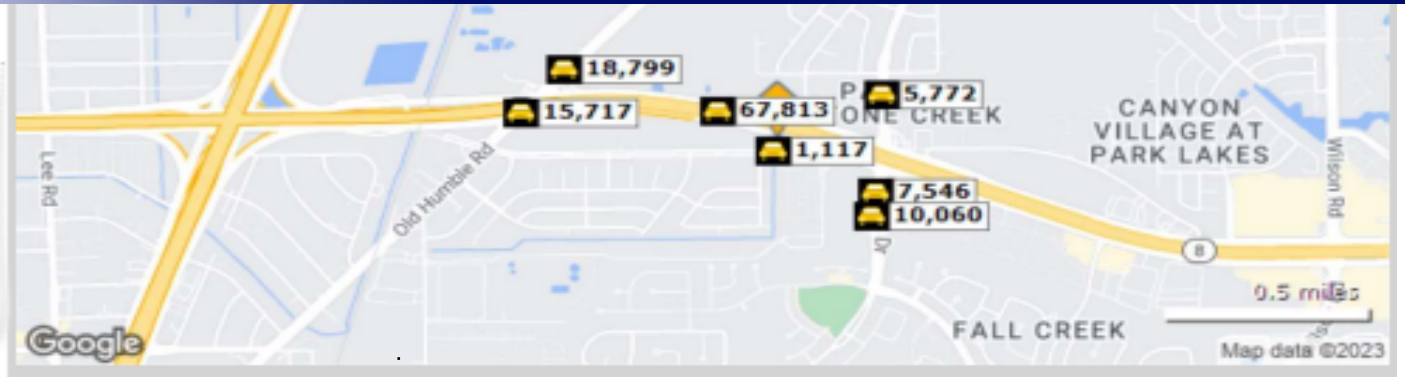 18,799
15,717
67,813
5,772
ONE CREEK
CANYON
VILLAGE AT
PARK LAKES
1,117
Lee Rd
Old Humble Rd
Wilson Rd
7,546
10,060
Dr
8
0.5 miles
FALL CREEK
Google
Map data ©2023